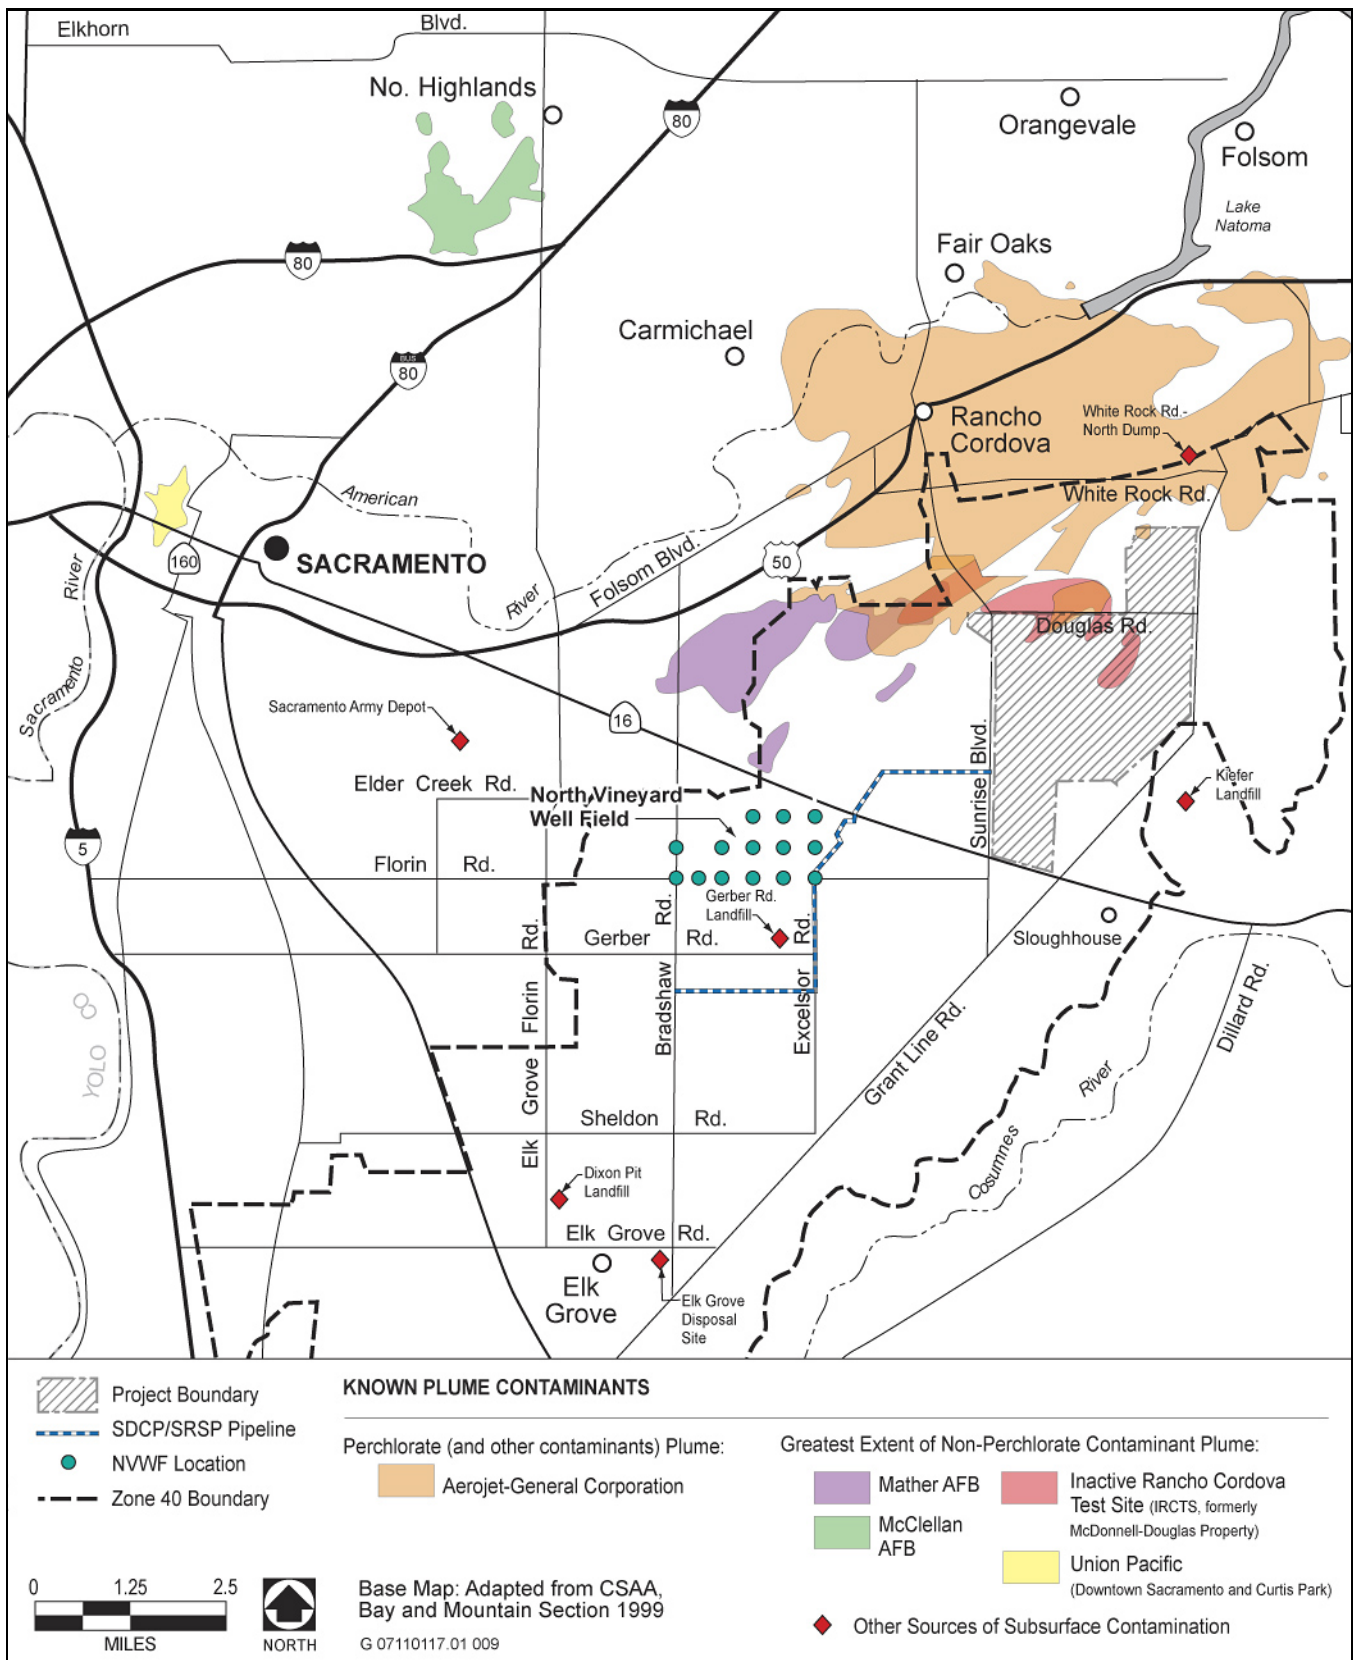 Elkhorn
Blvd.
No. Highlands
80
Orangevale
Folsom
Lake
Natoma
80
Fair Oaks
Carmichael
BUS
80
Rancho
Cordova
White Rock Rd.-
North Dump
White Rock Rd.
American
River
Folsom Blvd.
50
160
SACRAMENTO
Sacramento
River
Douglas Rd.
Sacramento Army Depot
16
Sunrise Blvd.
Elder Creek Rd.
North Vineyard
Well Field
Kiefer
Landfill
5
Florin Rd.
Gerber Rd.
Landfill
Gerber Rd.
Sloughhouse
Elk Grove Florin Rd.
Bradshaw Rd.
Excelsior Rd.
Grant Line Rd.
Dillard Rd.
YOLO CO
Sheldon Rd.
Cosumnes
River
Dixon Pit
Landfill
Elk Grove Rd.
Elk
Grove
Elk Grove
Disposal
Site
Project Boundary
SDCP/SRSP Pipeline
NVWF Location
Zone 40 Boundary
KNOWN PLUME CONTAMINANTS
Perchlorate (and other contaminants) Plume:
Aerojet-General Corporation
Greatest Extent of Non-Perchlorate Contaminant Plume:
Mather AFB
McClellan
AFB
Inactive Rancho Cordova
Test Site (IRCTS, formerly
McDonnell-Douglas Property)
Union Pacific
(Downtown Sacramento and Curtis Park)
Other Sources of Subsurface Contamination
0 1.25 2.5
MILES
NORTH
Base Map: Adapted from CSAA,
Bay and Mountain Section 1999
G 07110117.01 009